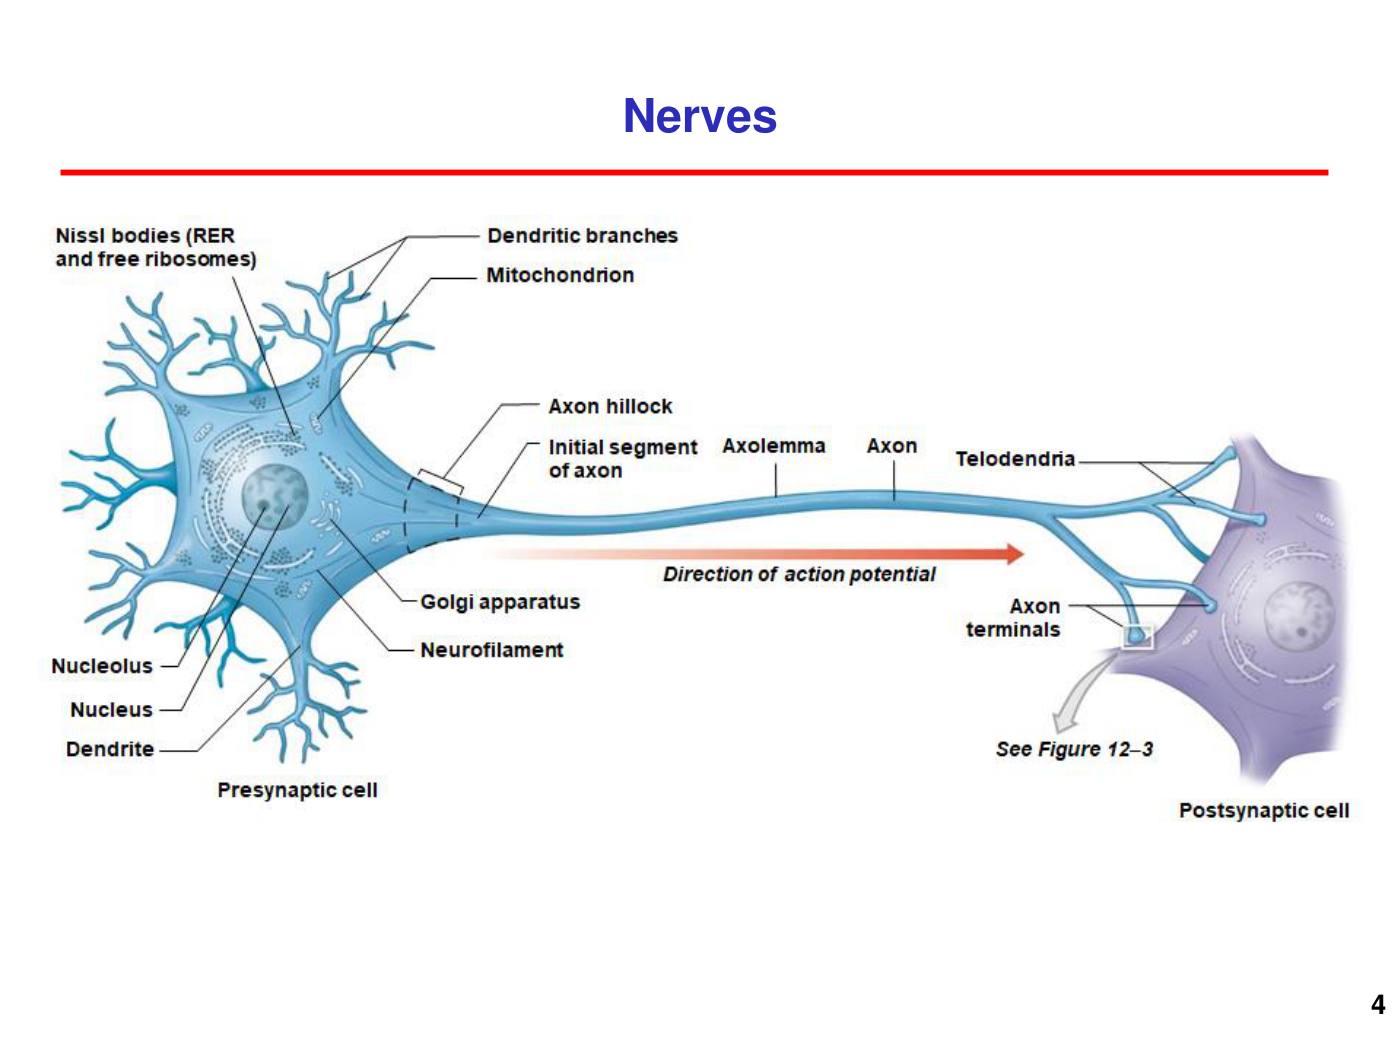 Nerves
Nissl bodies (RER
and free ribosomes)
Dendritic branches
Mitochondrion
Axon hillock
Initial segment
of axon
Axolemma
Axon
Telodendria
Direction of action potential
Golgi apparatus
Neurofilament
Axon
terminals
Nucleolus
Nucleus
Dendrite
See Figure 12–3
Presynaptic cell
Postsynaptic cell
4